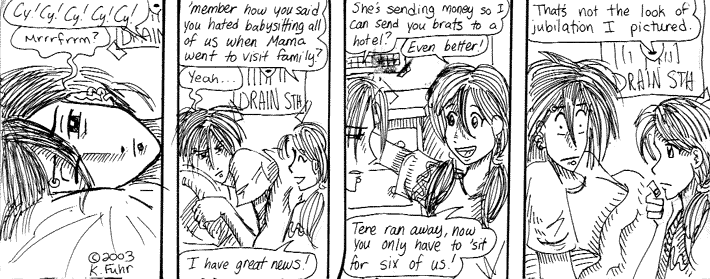 Cy! Cy! Cy! Cy! Cy!
Mrrrfrrm?
DRAIN
©2003
K. Fuhr
'member how you said
you hated babysitting all
of us when Mama
went to visit family?
Yeah...
DRAIN STH
I have great news!
She's sending money so I
can send you brats to a
hotel?
Even better!
Tere ran away, now
you only have to 'sit
for six of us!
That's not the look of
jubilation I pictured.
DRAIN STH